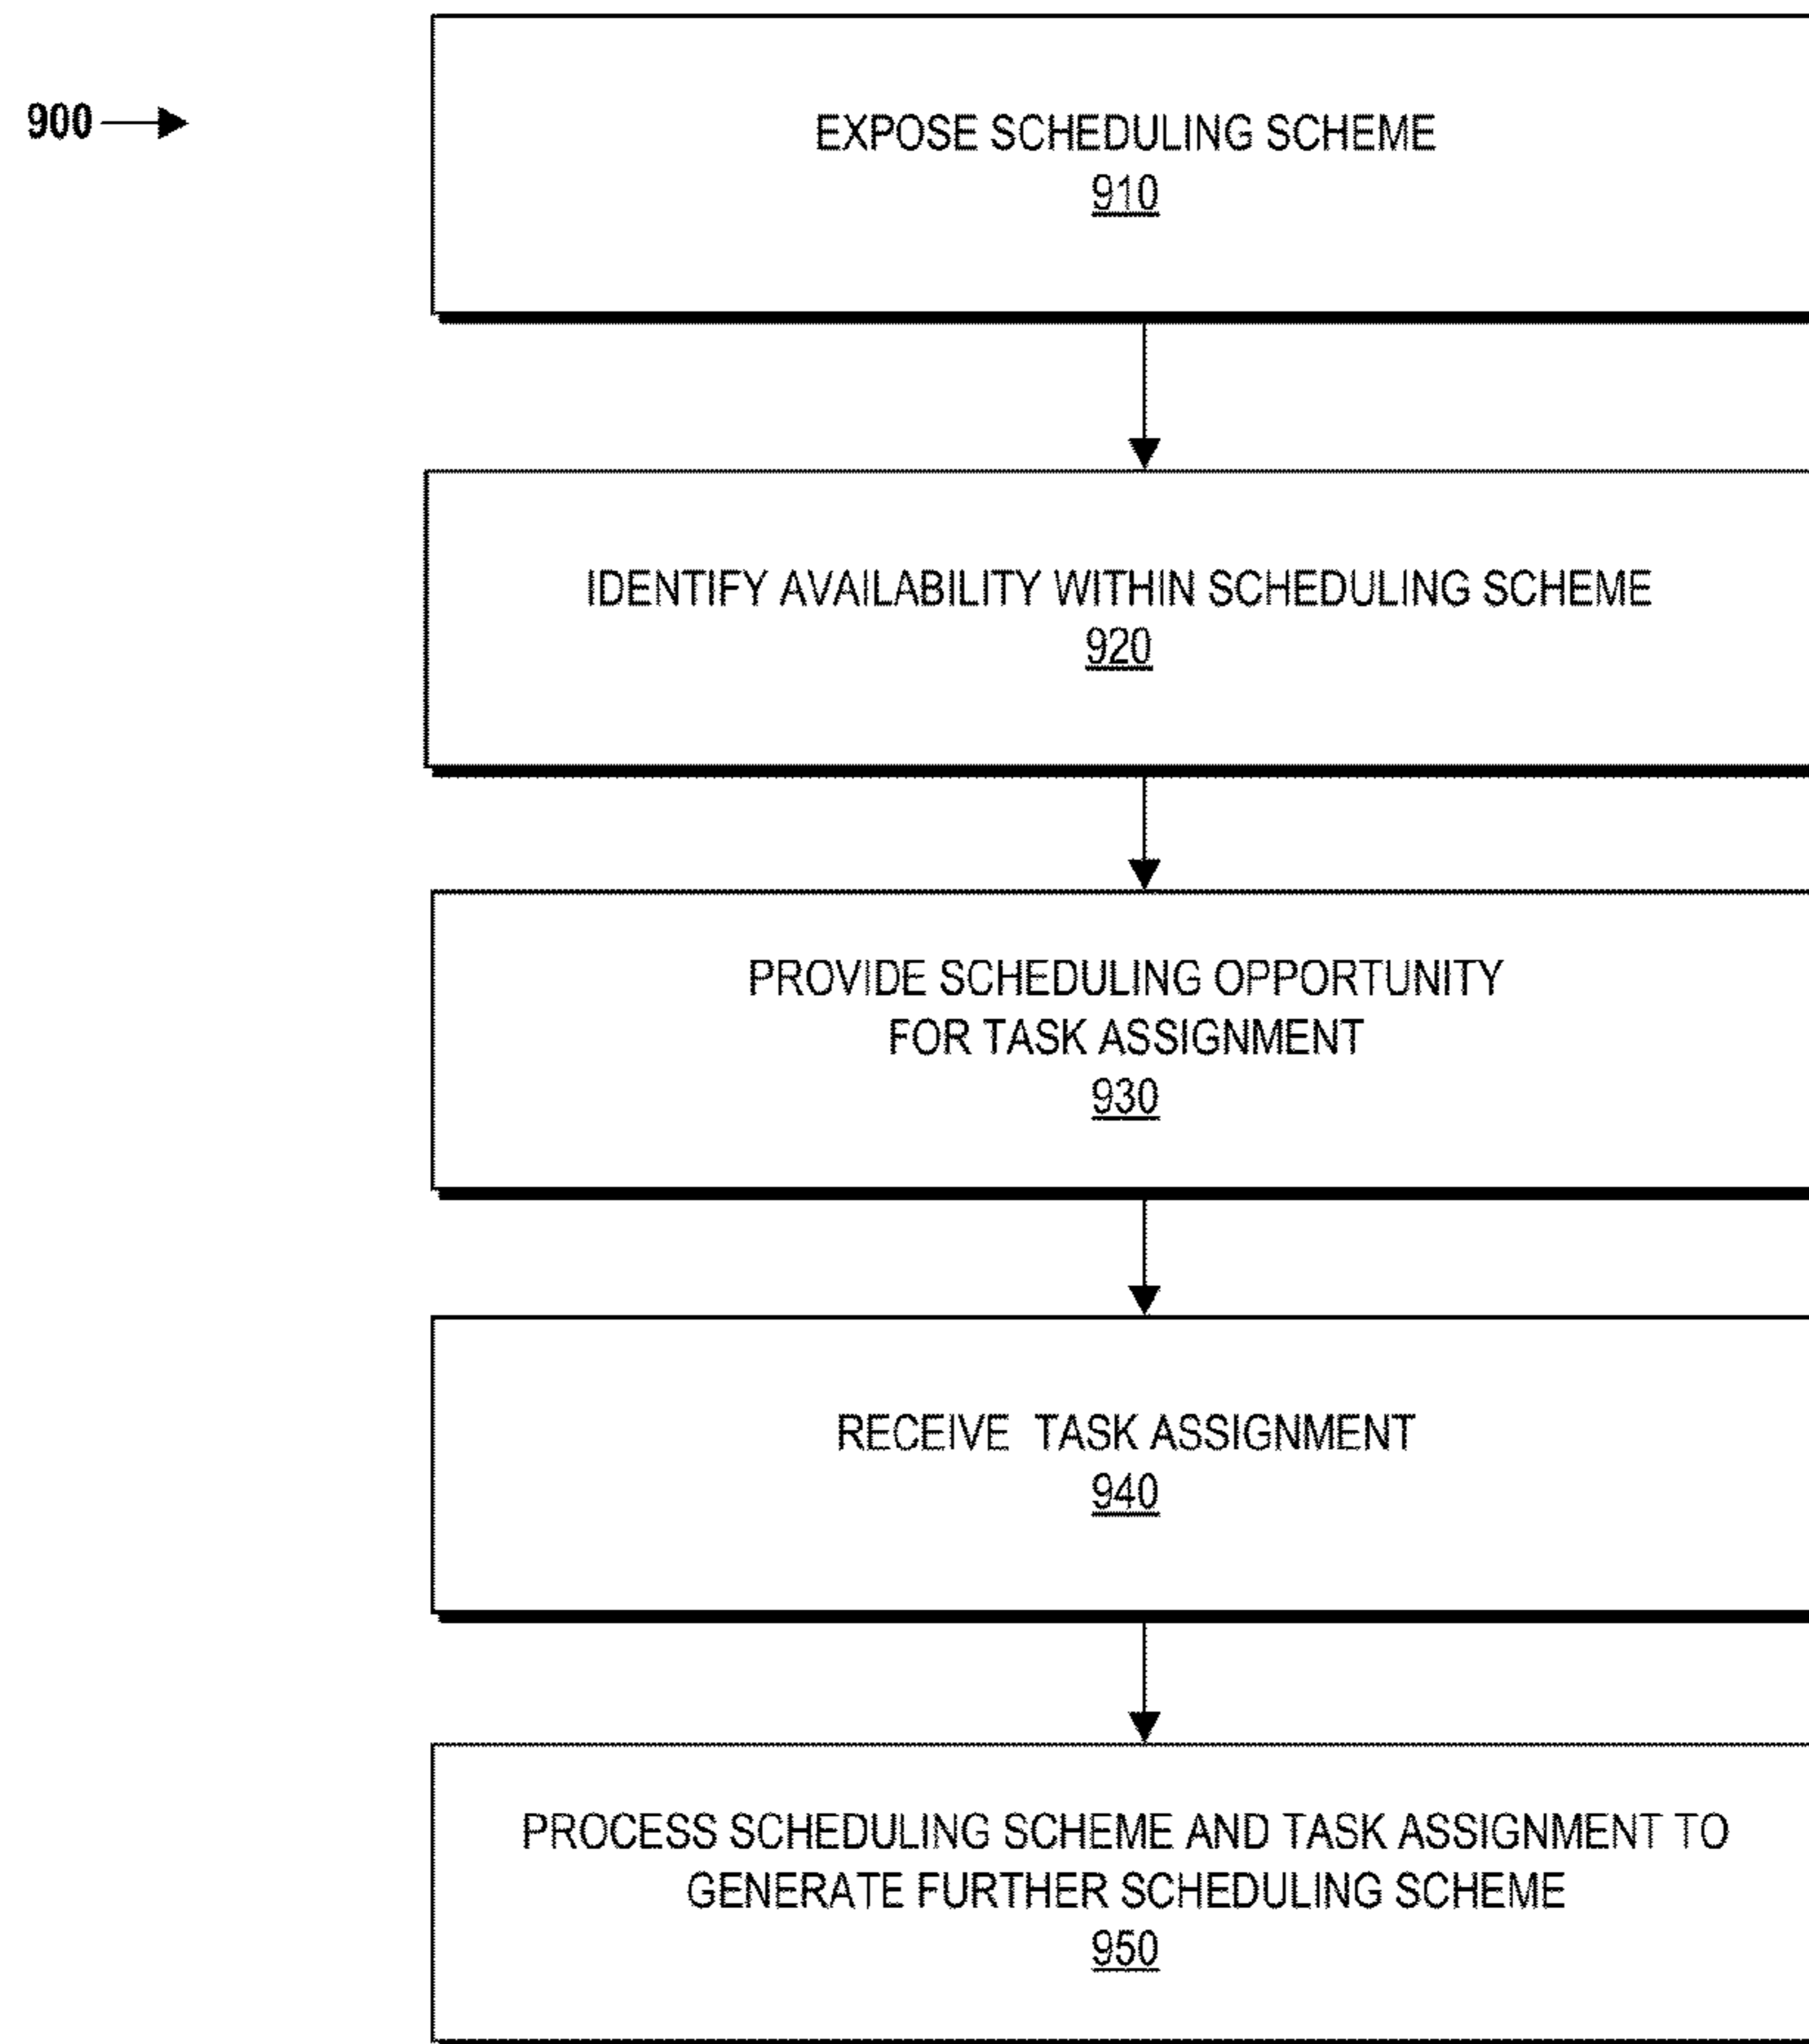 900
EXPOSE SCHEDULING SCHEME
910
IDENTIFY AVAILABILITY WITHIN SCHEDULING SCHEME
920
PROVIDE SCHEDULING OPPORTUNITY
FOR TASK ASSIGNMENT
930
RECEIVE TASK ASSIGNMENT
940
PROCESS SCHEDULING SCHEME AND TASK ASSIGNMENT TO
GENERATE FURTHER SCHEDULING SCHEME
950